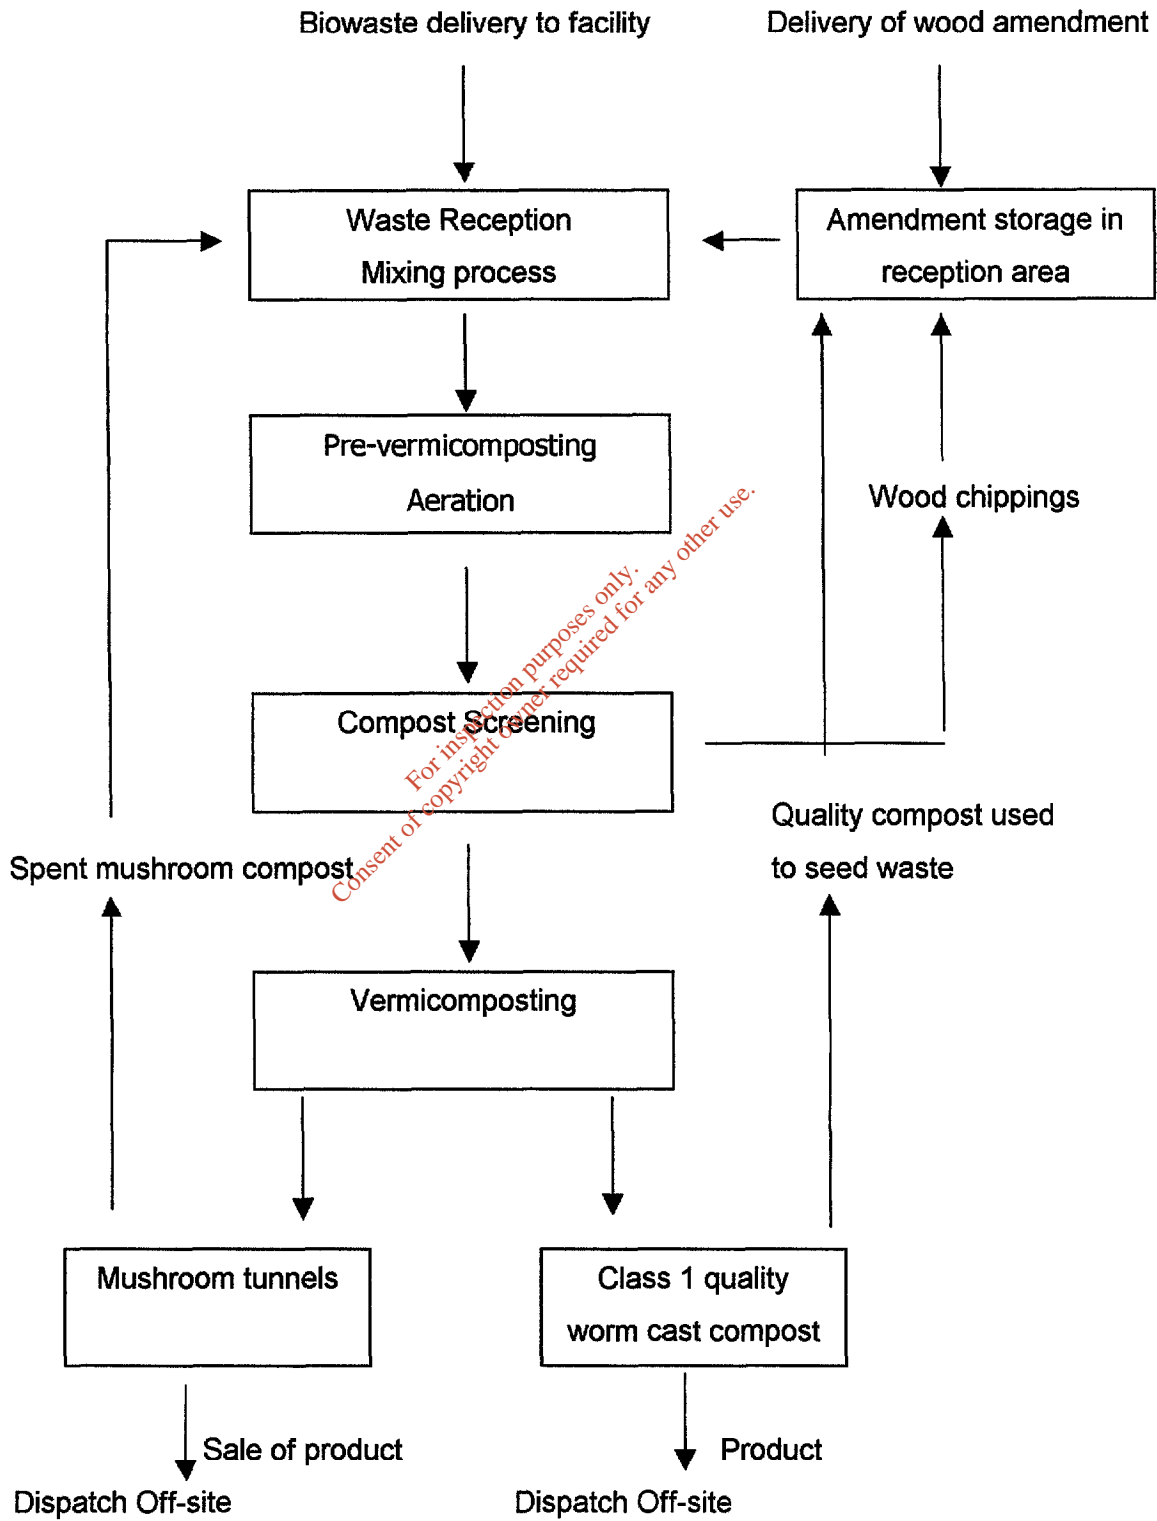 Biowaste delivery to facility
Delivery of wood amendment
Waste Reception
Mixing process
Amendment storage in
reception area
Pre-vermicomposting
Aeration
Wood chippings
For inspection purposes only.
Consent of copyright owner required for any other use.
Compost Screening
Quality compost used
to seed waste
Spent mushroom compost
Vermicomposting
Mushroom tunnels
Class 1 quality
worm cast compost
Sale of product
Product
Dispatch Off-site
Dispatch Off-site